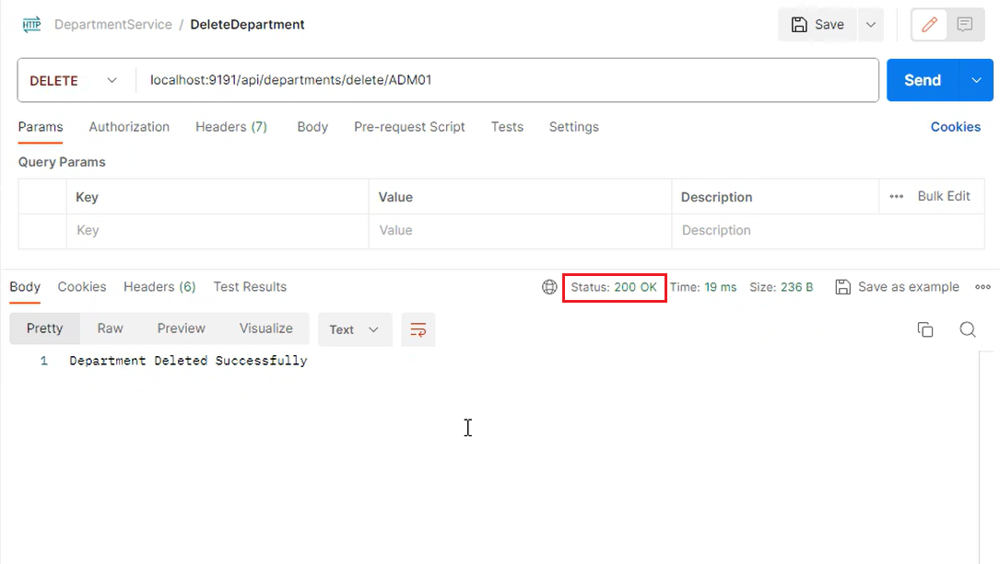 HTTP DepartmentService / DeleteDepartment Save
DELETE localhost:9191/api/departments/delete/ADM01 Send
Params Authorization Headers (7) Body Pre-request Script Tests Settings Cookies
Query Params
Key Value Description ••• Bulk Edit
Key Value Description
Body Cookies Headers (6) Test Results Status: 200 OK Time: 19 ms Size: 236 B Save as example
Pretty Raw Preview Visualize Text
1 Department Deleted Successfully